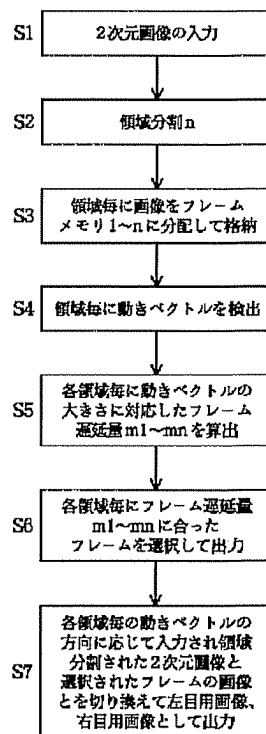 S1
2次元画像の入力
S2
領域分割n
S3
領域毎に画像をフレーム
メモリ1~nに分配して格納
S4
領域毎に動きベクトルを検出
S5
各領域毎に動きベクトルの
大きさに対応したフレーム
遅延量m1~mnを算出
S6
各領域毎にフレーム遅延量
m1~mnに合った
フレームを選択して出力
S7
各領域毎の動きベクトルの
方向に応じて入力され領域
分割された2次元画像と
選択されたフレームの画像
とを切り換えて左目用画像、
右目用画像として出力